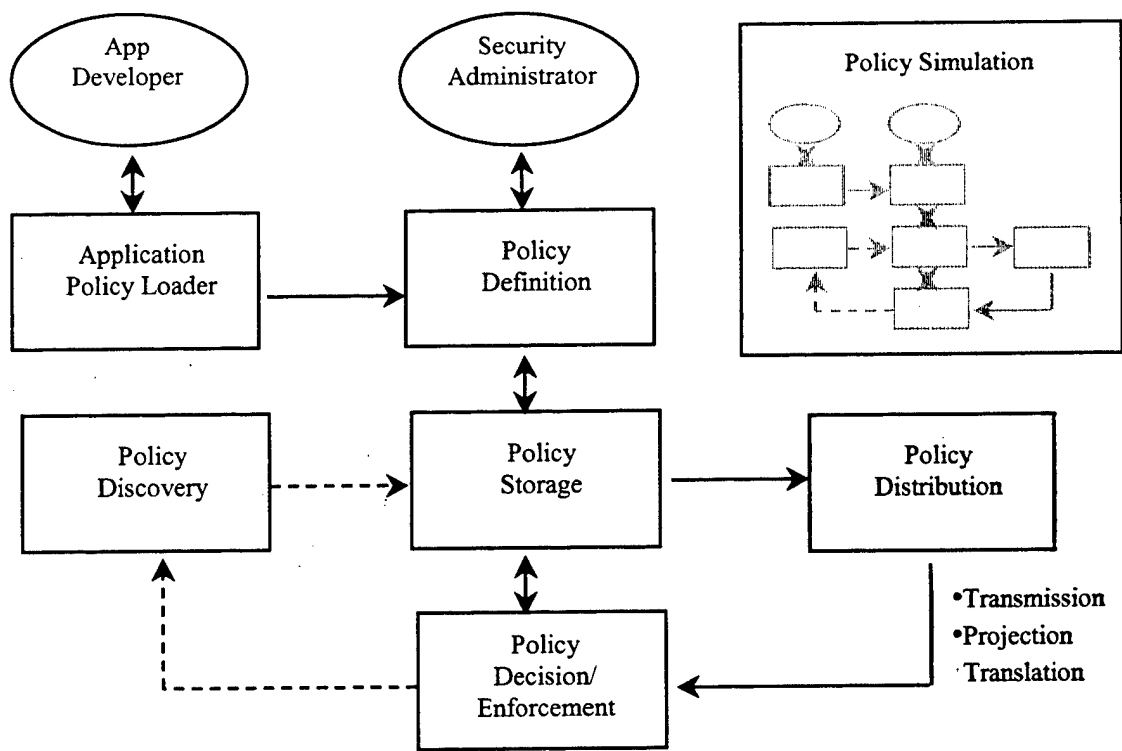 App
Developer
Security
Administrator
Policy Simulation
Application
Policy Loader
Policy
Definition
Policy
Discovery
Policy
Storage
Policy
Distribution
•Transmission
•Projection
Translation
Policy
Decision/
Enforcement